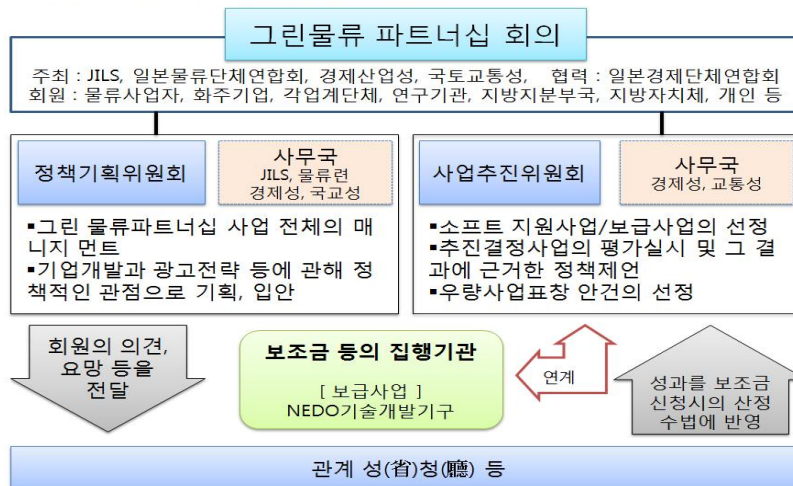 그린물류 파트너십 회의
주최 : JILS, 일본물류단체연합회, 경제산업성, 국토교통성, 협력 : 일본경제단체연합회
회원 : 물류사업자, 화주기업, 각업계단체, 연구기관, 지방지분부국, 지방자치체, 개인 등
정책기획위원회
사무국
JILS, 물류련
경제성, 국교성
▪그린 물류파트너십 사업 전체의 매
니지 먼트
▪기업개발과 광고전략 등에 관해 정
책적인 관점으로 기획, 입안
사업추진위원회
사무국
경제성, 교통성
▪소프트 지원사업/보급사업의 선정
▪추진결정사업의 평가실시 및 그 결
과에 근거한 정책제언
▪우량사업표창 안건의 선정
회원의 의견,
요망 등을
전달
보조금 등의 집행기관
[ 보급사업 ]
NEDO기술개발기구
연계
성과를 보조금
신청시의 산정
수법에 반영
관계 성(省)청(廳) 등